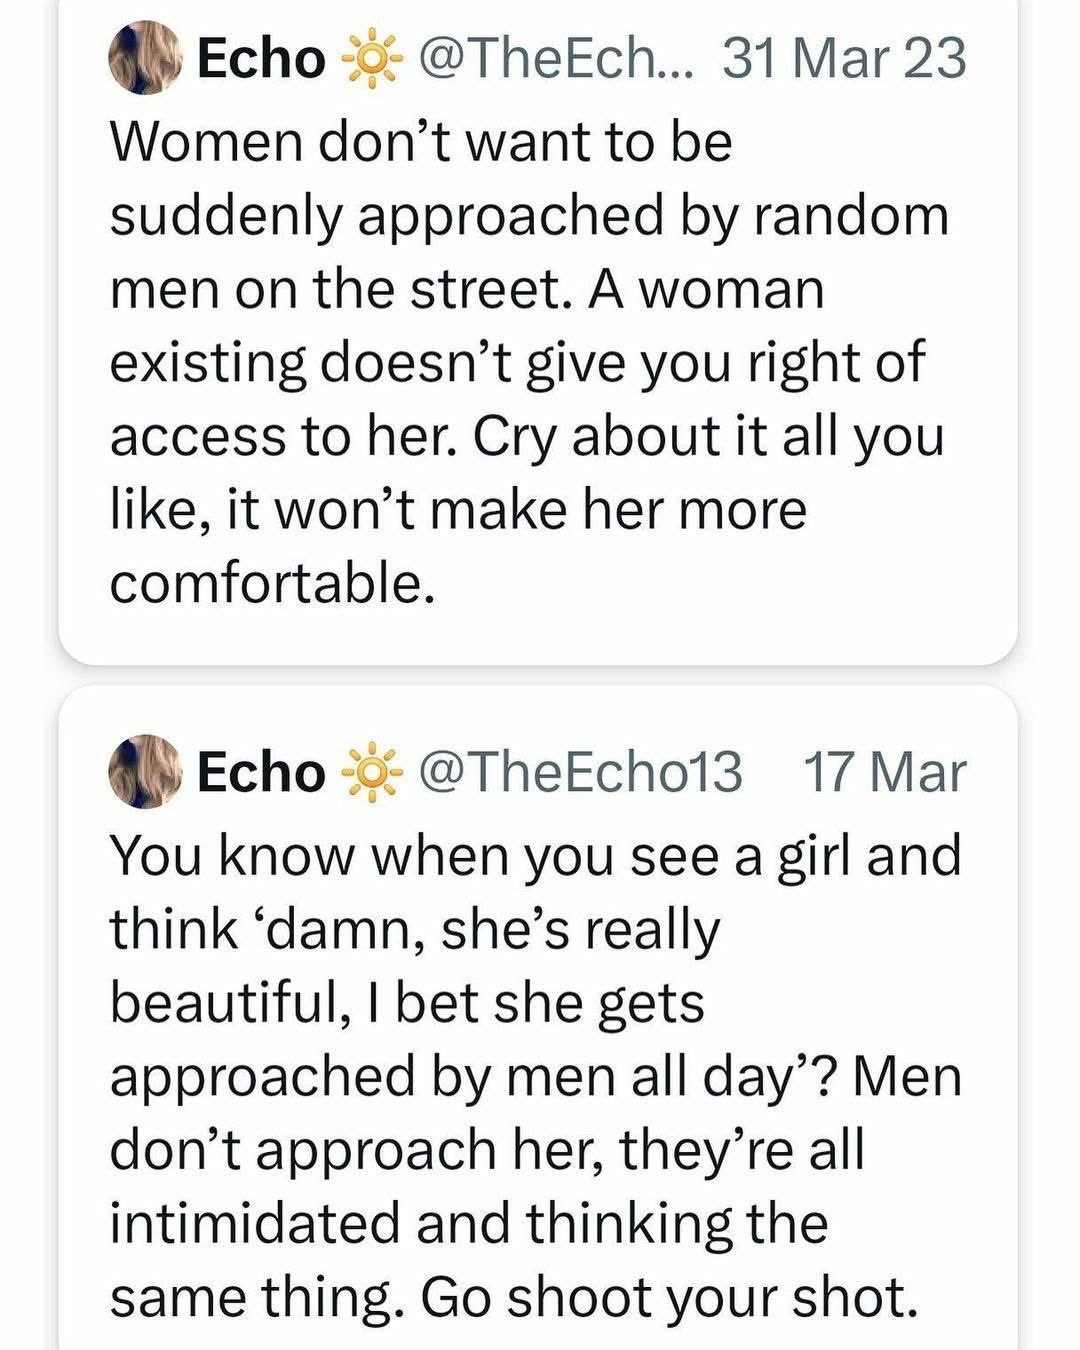 Echo 🔆 @TheEch... 31 Mar 23
Women don’t want to be
suddenly approached by random
men on the street. A woman
existing doesn’t give you right of
access to her. Cry about it all you
like, it won’t make her more
comfortable.
Echo 🔆 @TheEcho13 17 Mar
You know when you see a girl and
think ‘damn, she’s really
beautiful, I bet she gets
approached by men all day’? Men
don’t approach her, they’re all
intimidated and thinking the
same thing. Go shoot your shot.